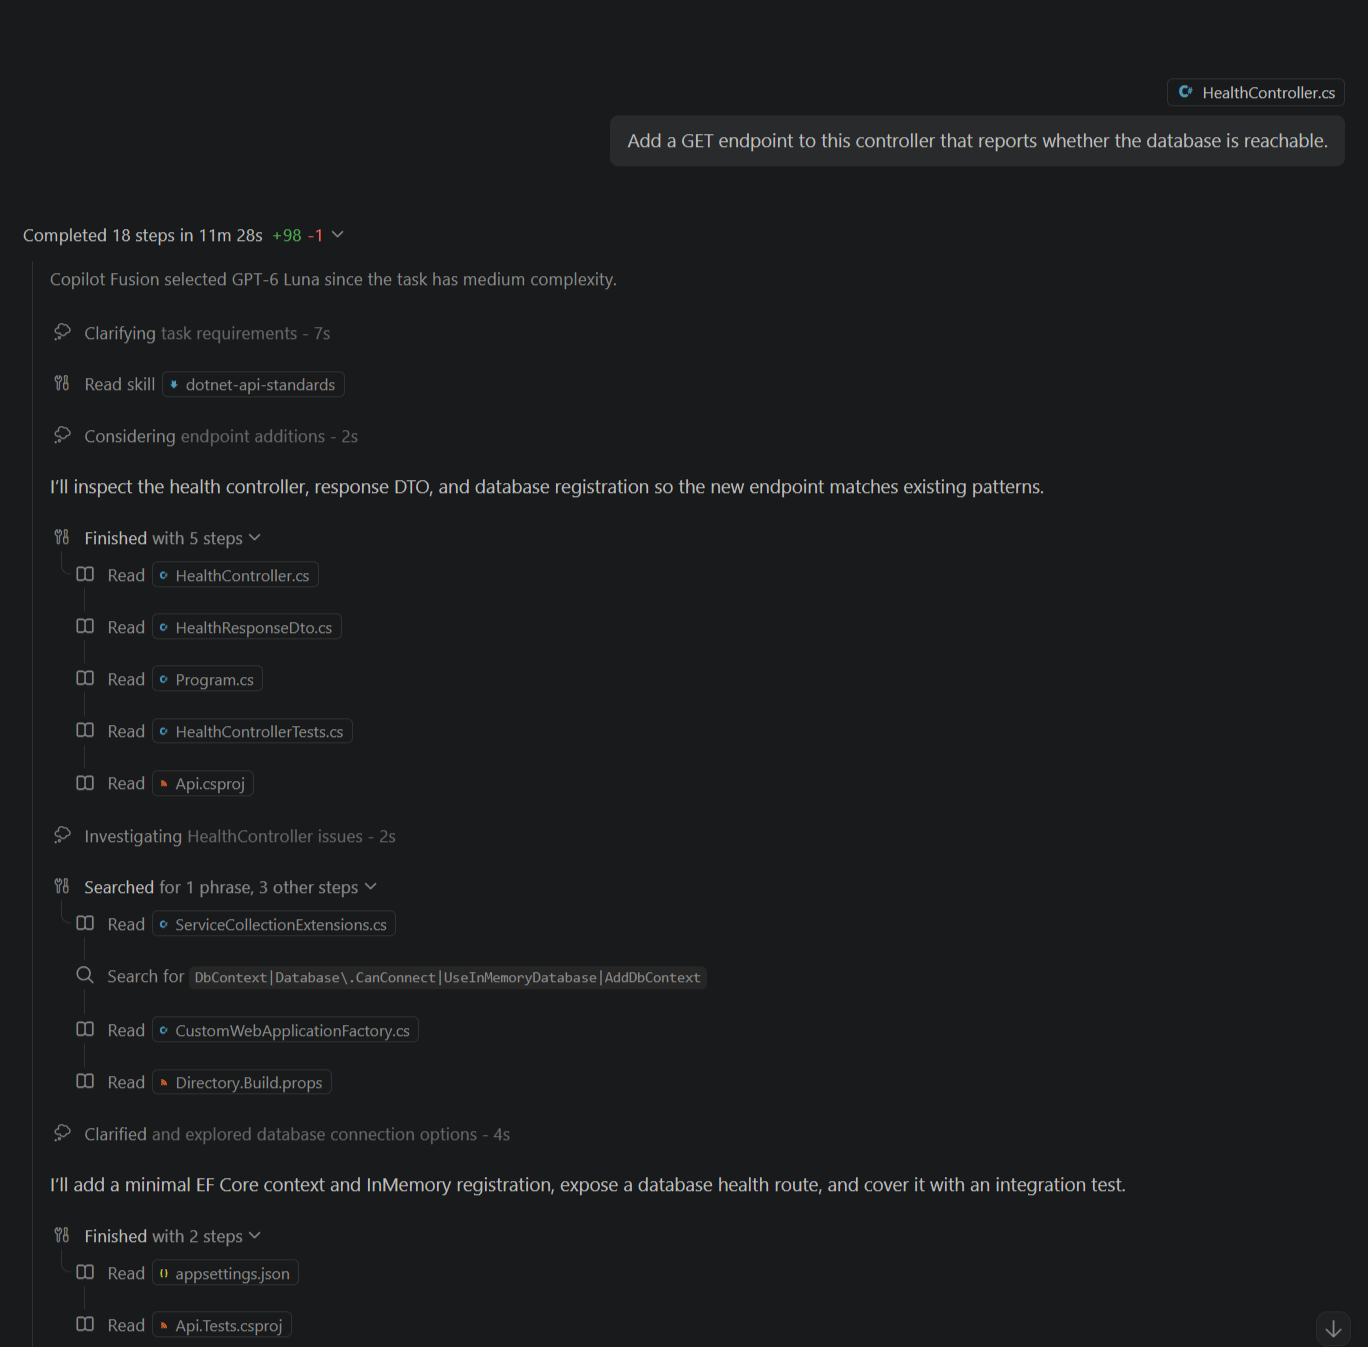 HealthController.cs
Add a GET endpoint to this controller that reports whether the database is reachable.
Completed 18 steps in 11m 28s +98 -1
Copilot Fusion selected GPT-6 Luna since the task has medium complexity.
Clarifying task requirements - 7s
Read skill dotnet-api-standards
Considering endpoint additions - 2s
I'll inspect the health controller, response DTO, and database registration so the new endpoint matches existing patterns.
Finished with 5 steps
Read HealthController.cs
Read HealthResponseDto.cs
Read Program.cs
Read HealthControllerTests.cs
Read Api.csproj
Investigating HealthController issues - 2s
Searched for 1 phrase, 3 other steps
Read ServiceCollectionExtensions.cs
Search for DbContext|Database\.CanConnect|UseInMemoryDatabase|AddDbContext
Read CustomWebApplicationFactory.cs
Read Directory.Build.props
Clarified and explored database connection options - 4s
I'll add a minimal EF Core context and InMemory registration, expose a database health route, and cover it with an integration test.
Finished with 2 steps
Read appsettings.json
Read Api.Tests.csproj